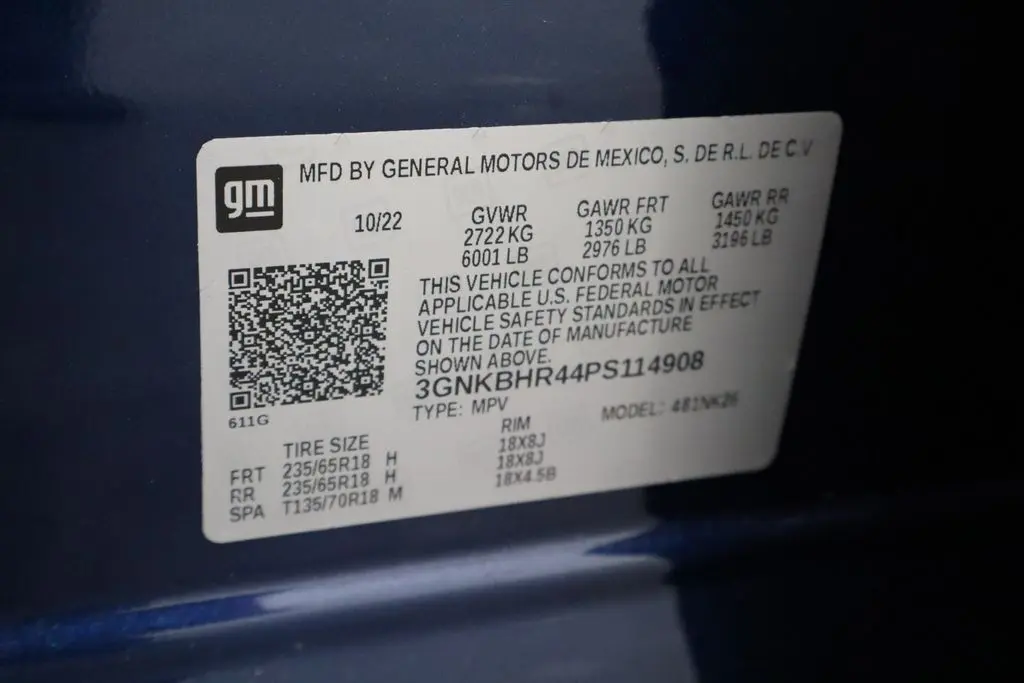 gm
MFD BY GENERAL MOTORS DE MEXICO, S. DE R.L. DE C.V
10/22
GVWR
2722 KG
6001 LB
GAWR FRT
1350 KG
2976 LB
GAWR RR
1450 KG
3196 LB
THIS VEHICLE CONFORMS TO ALL
APPLICABLE U.S. FEDERAL MOTOR
VEHICLE SAFETY STANDARDS IN EFFECT
ON THE DATE OF MANUFACTURE
SHOWN ABOVE.
3GNKBHR44PS114908
TYPE: MPV MODEL: 481NK26
611G
TIRE SIZE RIM
FRT 235/65R18 H 18X8J
RR 235/65R18 H 18X8J
SPA T135/70R18 M 18X4.5B